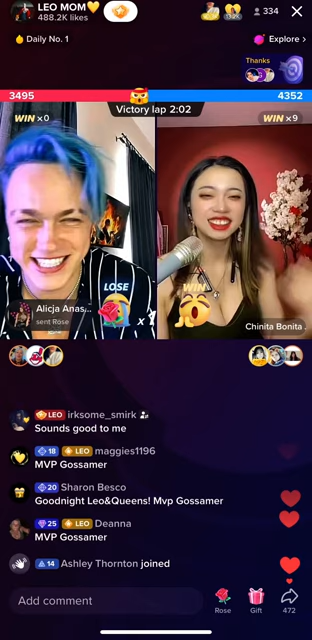 LEO MOM💛
488.2K likes
334
Daily No. 1
Explore >
Thanks
3495
4352
Victory lap 2:02
WIN x0
WIN x9
LOSE
WIN
Alicja Anas...
sent Rose
x
Chinita Bonita .
LEO irksome_smirk
Sounds good to me
18 LEO maggies1196
MVP Gossamer
20 Sharon Besco
Goodnight Leo&Queens! Mvp Gossamer
25 LEO Deanna
MVP Gossamer
14 Ashley Thornton joined
Add comment
Rose
Gift
472